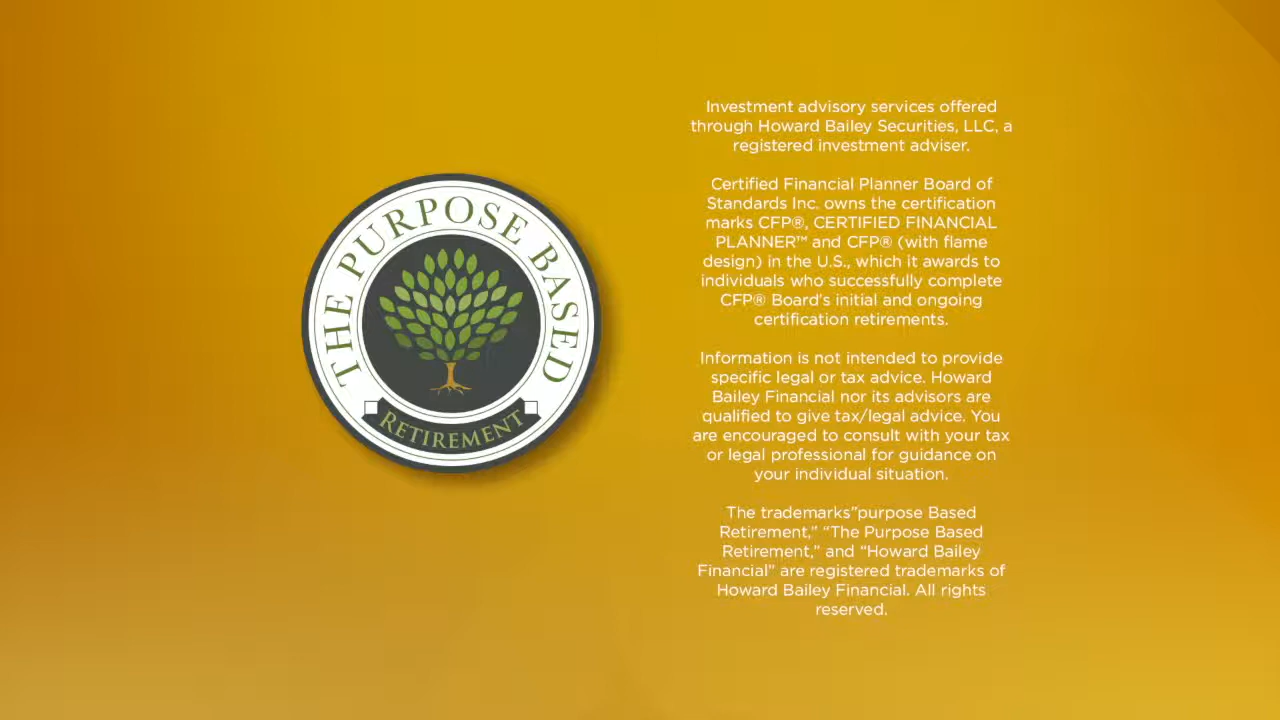 THE PURPOSE BASED
RETIREMENT
Investment advisory services offered
through Howard Bailey Securities, LLC, a
registered investment adviser.
Certified Financial Planner Board of
Standards Inc. owns the certification
marks CFP®, CERTIFIED FINANCIAL
PLANNER™ and CFP® (with flame
design) in the U.S., which it awards to
individuals who successfully complete
CFP® Board's initial and ongoing
certification retirements.
Information is not intended to provide
specific legal or tax advice. Howard
Bailey Financial nor its advisors are
qualified to give tax/legal advice. You
are encouraged to consult with your tax
or legal professional for guidance on
your individual situation.
The trademarks”purpose Based
Retirement,” “The Purpose Based
Retirement,” and “Howard Bailey
Financial” are registered trademarks of
Howard Bailey Financial. All rights
reserved.